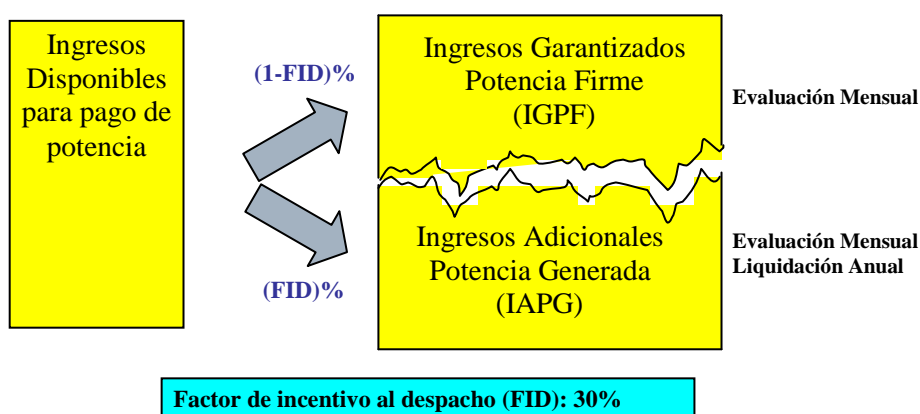 Ingresos
Disponibles
para pago de
potencia
(1-FID)%
(FID)%
Ingresos Garantizados
Potencia Firme
(IGPF)
Ingresos Adicionales
Potencia Generada
(IAPG)
Evaluación Mensual
Evaluación Mensual
Liquidación Anual
Factor de incentivo al despacho (FID): 30%